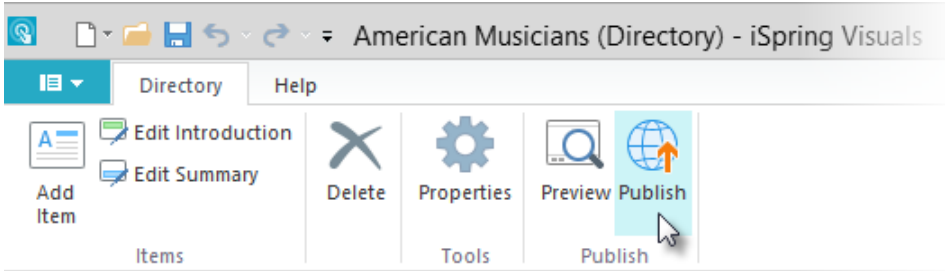 American Musicians (Directory) - iSpring Visuals
Directory Help
A
Edit Introduction
Edit Summary
Add
Item
Delete
Properties
Preview Publish
Items
Tools
Publish